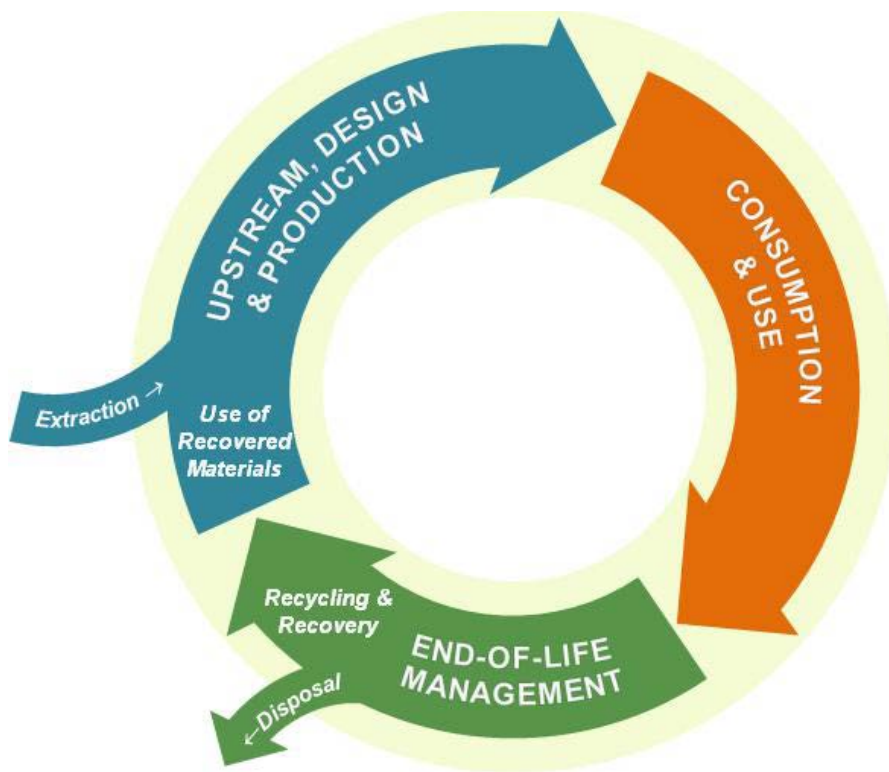 UPSTREAM, DESIGN
& PRODUCTION
CONSUMPTION
& USE
Extraction →
Use of
Recovered
Materials
Recycling &
Recovery
END-OF-LIFE
MANAGEMENT
←Disposal